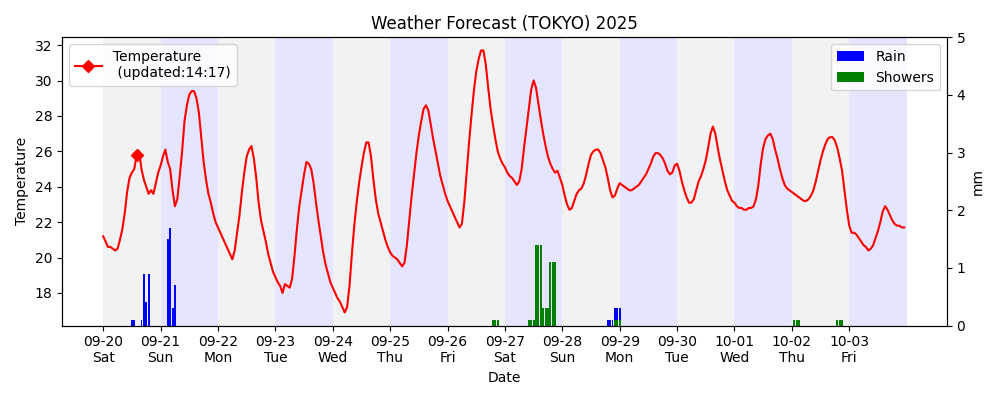 Weather Forecast (TOKYO) 2025
Temperature
(updated:14:17)
Rain
Showers
Temperature
32
30
28
26
24
22
20
18
5
4
3
2
1
0
mm
09-20 09-21 09-22 09-23 09-24 09-25 09-26 09-27 09-28 09-29 09-30 10-01 10-02 10-03
Sat Sun Mon Tue Wed Thu Fri Sat Sun Mon Tue Wed Thu Fri
Date